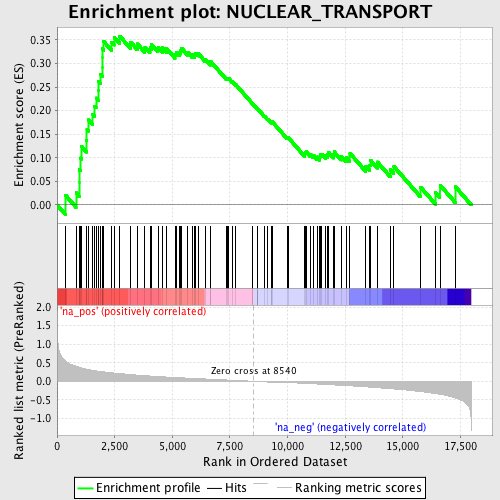 Enrichment plot: NUCLEAR_TRANSPORT
Enrichment score (ES)
0.35
0.30
0.25
0.20
0.15
0.10
0.05
0.00
Ranked list metric (PreRanked)
'na_pos' (positively correlated)
2.0
1.5
1.0
0.5
0.0
-0.5
-1.0
Zero cross at 8540
'na_neg' (negatively correlated)
0
2,500
5,000
7,500
10,000
12,500
15,000
17,500
Rank in Ordered Dataset
Enrichment profile
Hits
Ranking metric scores